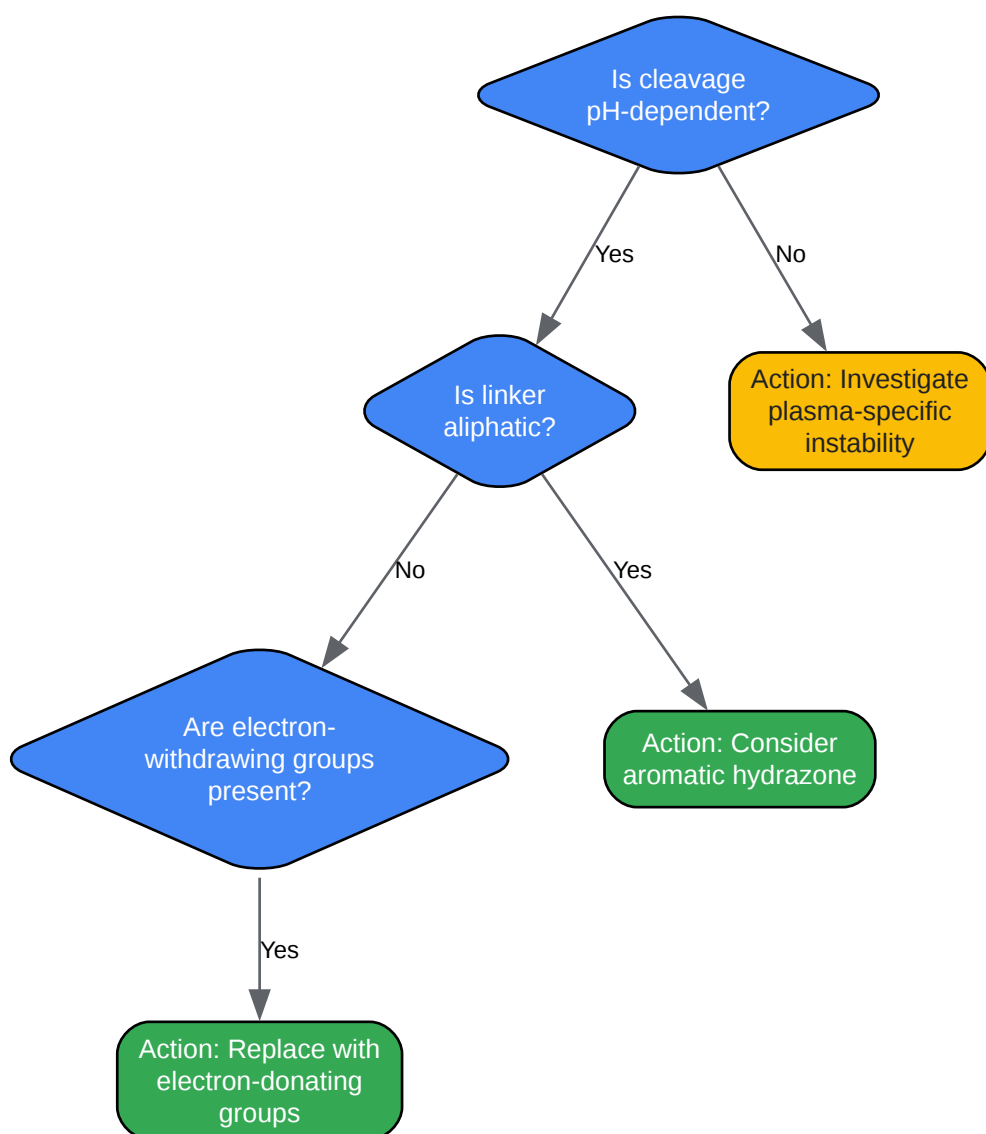 Is cleavage
pH-dependent?
Yes
No
Is linker
aliphatic?
Action: Investigate
plasma-specific
instability
No
Yes
Are electron-
withdrawing groups
present?
Action: Consider
aromatic hydrazone
Yes
Action: Replace with
electron-donating
groups